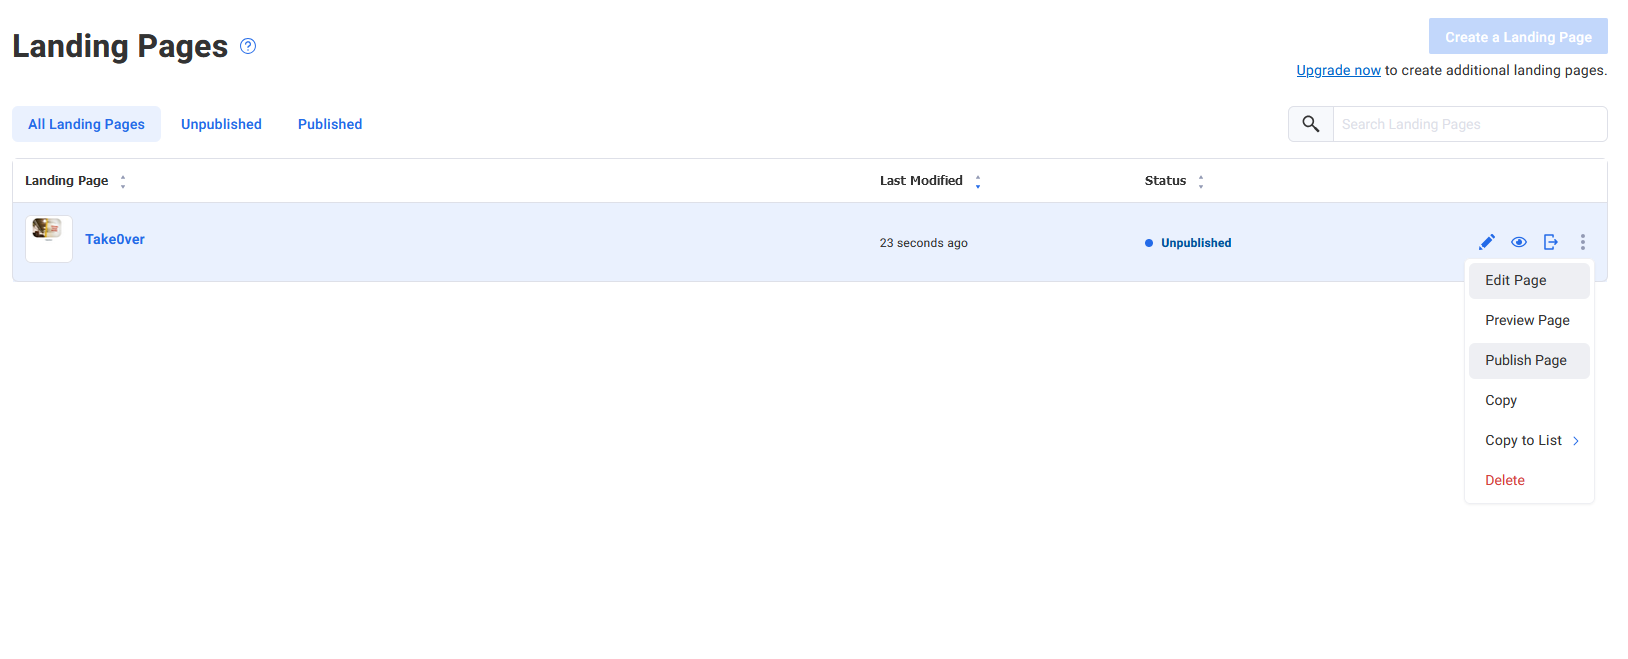 Landing Pages
Create a Landing Page
Upgrade now to create additional landing pages.
All Landing Pages Unpublished Published
Search Landing Pages
Landing Page Last Modified Status
Take0ver 23 seconds ago Unpublished
Edit Page
Preview Page
Publish Page
Copy
Copy to List
Delete